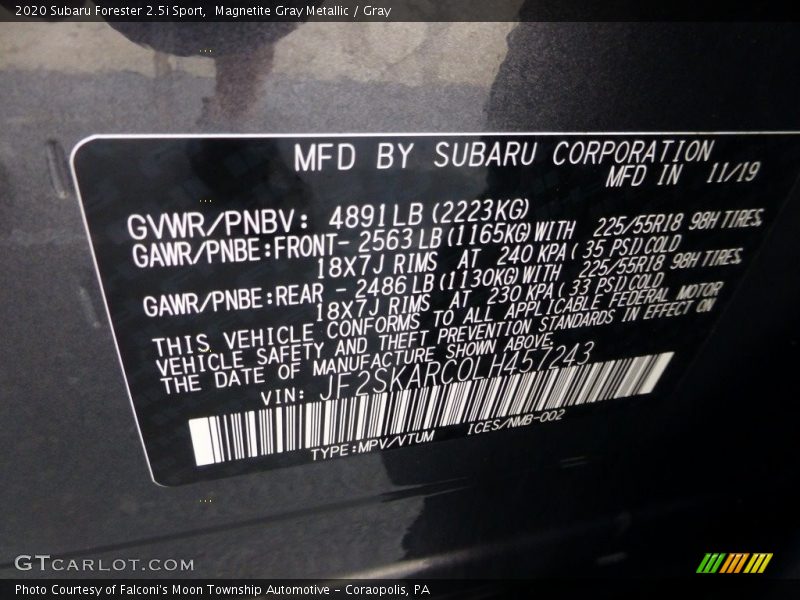 2020 Subaru Forester 2.5i Sport,  Magnetite Gray Metallic / Gray
MFD BY SUBARU CORPORATION
MFD IN 11/19
GVWR/PNBV: 4891LB (2223KG)
GAWR/PNBE:FRONT- 2563 LB (1165KG) WITH 225/55R18 98H TIRES,
18X7J RIMS AT 240 KPA ( 35 PSI) COLD
GAWR/PNBE:REAR - 2486 LB (1130KG) WITH 225/55R18 98H TIRES,
18X7J RIMS AT 230 KPA ( 33 PSI) COLD
THIS VEHICLE CONFORMS TO ALL APPLICABLE FEDERAL MOTOR
VEHICLE SAFETY AND THEFT PREVENTION STANDARDS IN EFFECT ON
THE DATE OF MANUFACTURE SHOWN ABOVE.
VIN: JF2SKARC0LH457243
TYPE:MPV/VTUM ICES/NMB-002
GTCARLOT.COM
Photo Courtesy of Falconi's Moon Township Automotive - Coraopolis, PA